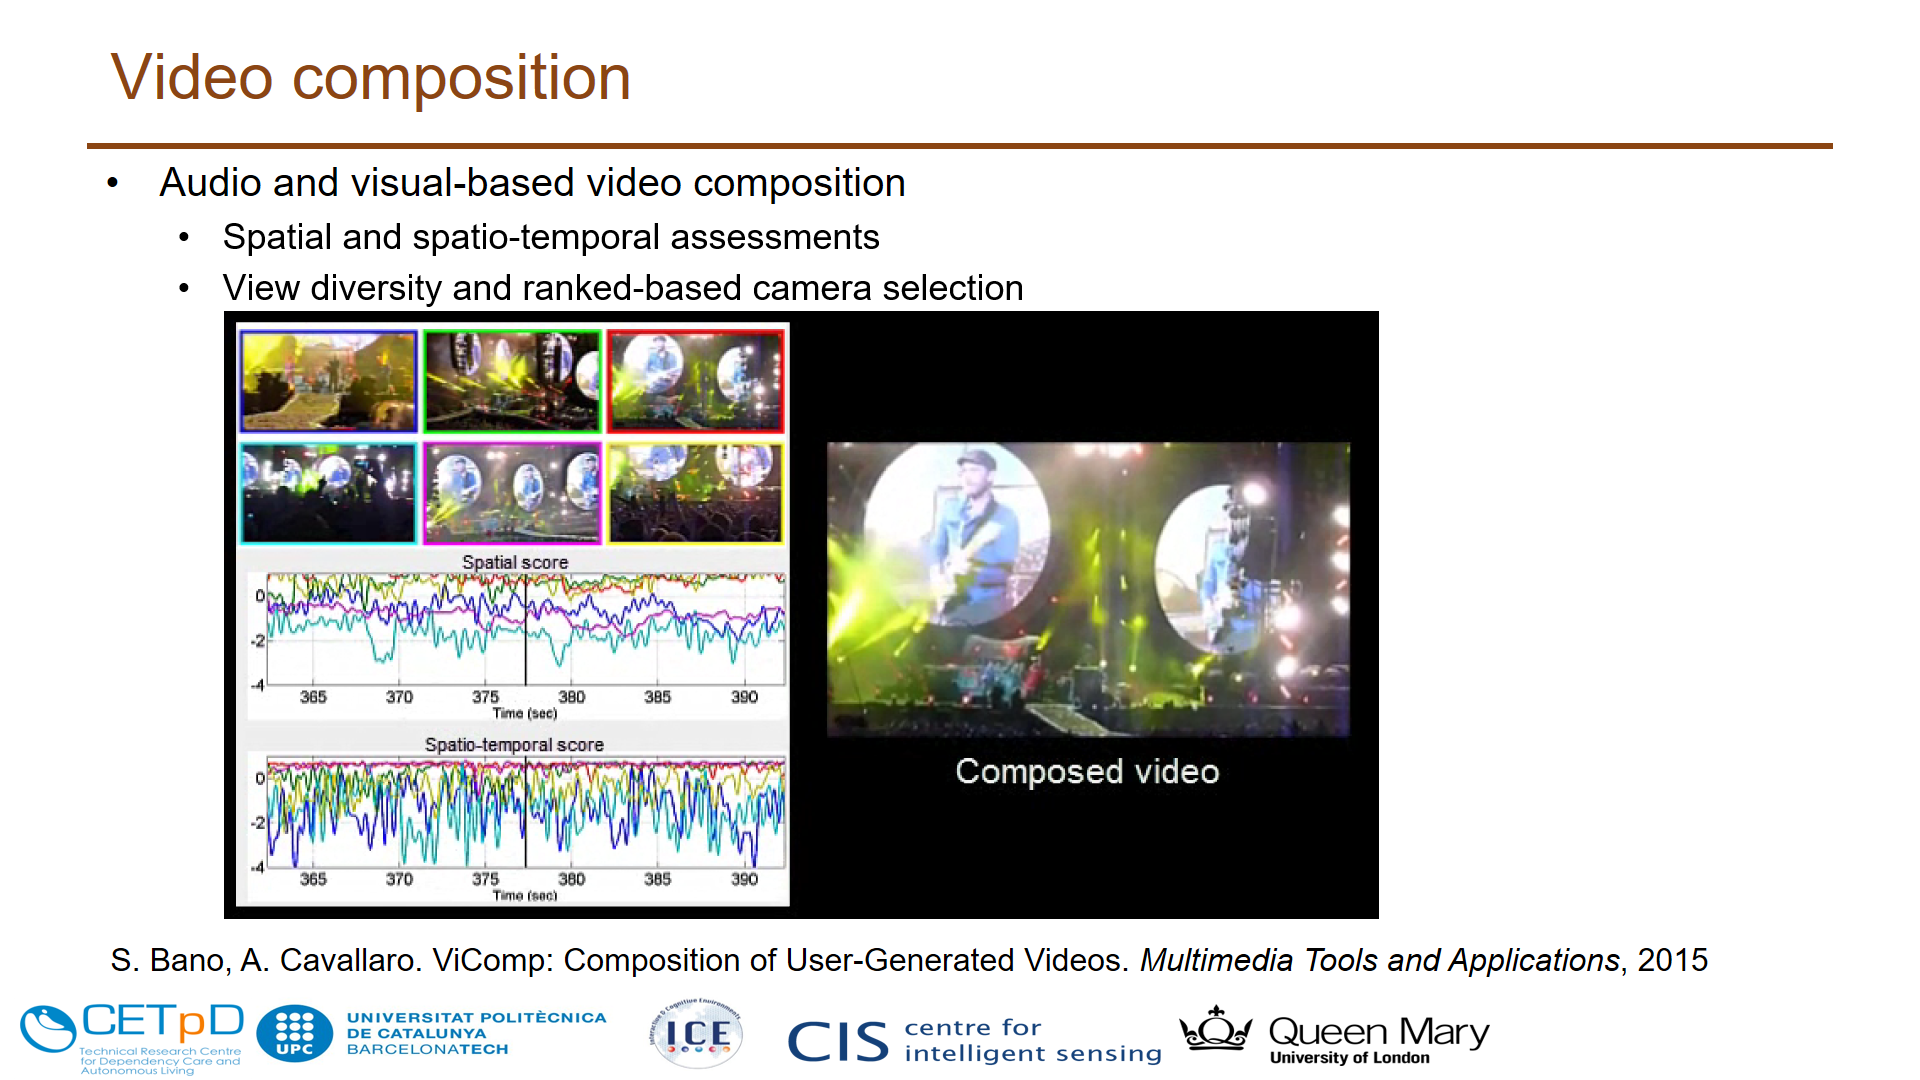 Video composition
• Audio and visual-based video composition
• Spatial and spatio-temporal assessments
• View diversity and ranked-based camera selection
Spatial score
0
-2
-4
365 370 375 380 385 390
Time (sec)
Spatio-temporal score
0
-2
-4
365 370 375 380 385 390
Time (sec)
Composed video
S. Bano, A. Cavallaro. ViComp: Composition of User-Generated Videos. Multimedia Tools and Applications, 2015
CETpD
Technical Research Centre
for Dependency Care and
Autonomous Living
UPC
UNIVERSITAT POLITÈCNICA
DE CATALUNYA
BARCELONATECH
Interactive & Cognitive Environments
ICE
CIS
centre for
intelligent sensing
Queen Mary
University of London